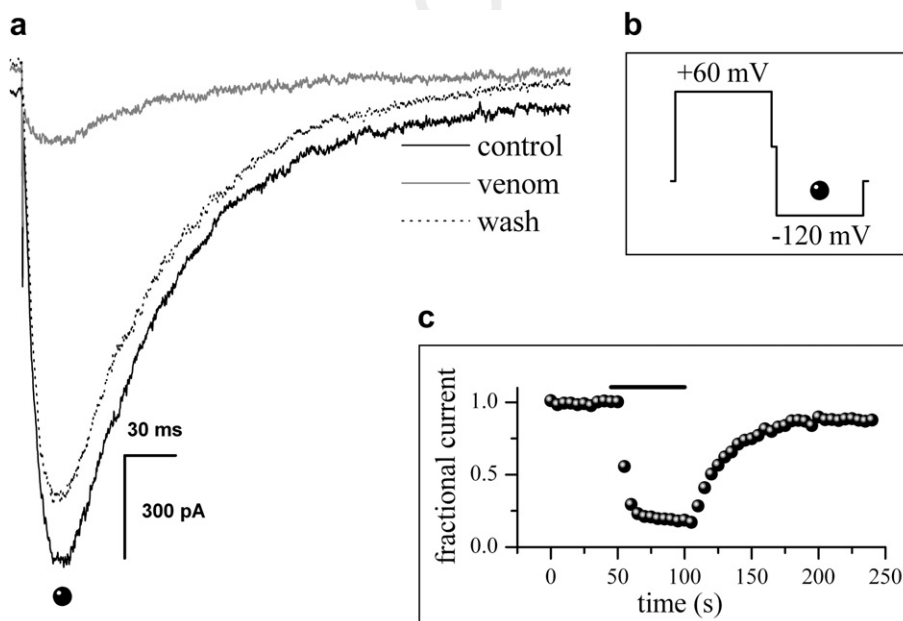 a
control
venom
wash
30 ms
300 pA
b
+60 mV
-120 mV
c
fractional current
1.0
0.5
0.0
0 50 100 150 200 250
time (s)